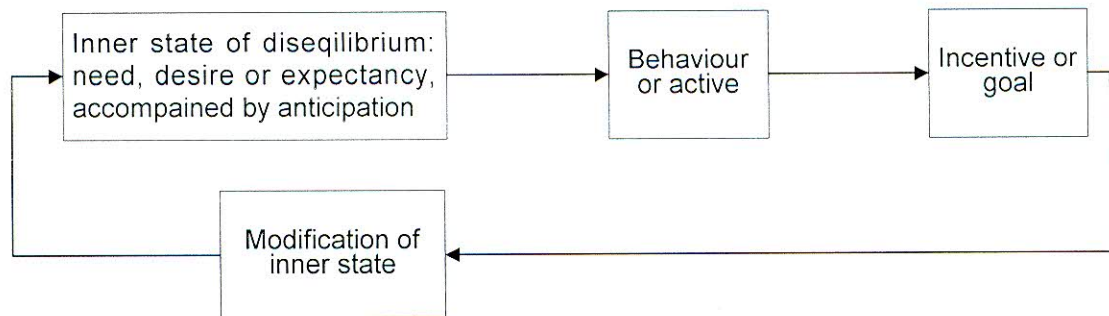 Inner state of diseqilibrium:
need, desire or expectancy,
accompained by anticipation
Behaviour
or active
Incentive or
goal
Modification of
inner state